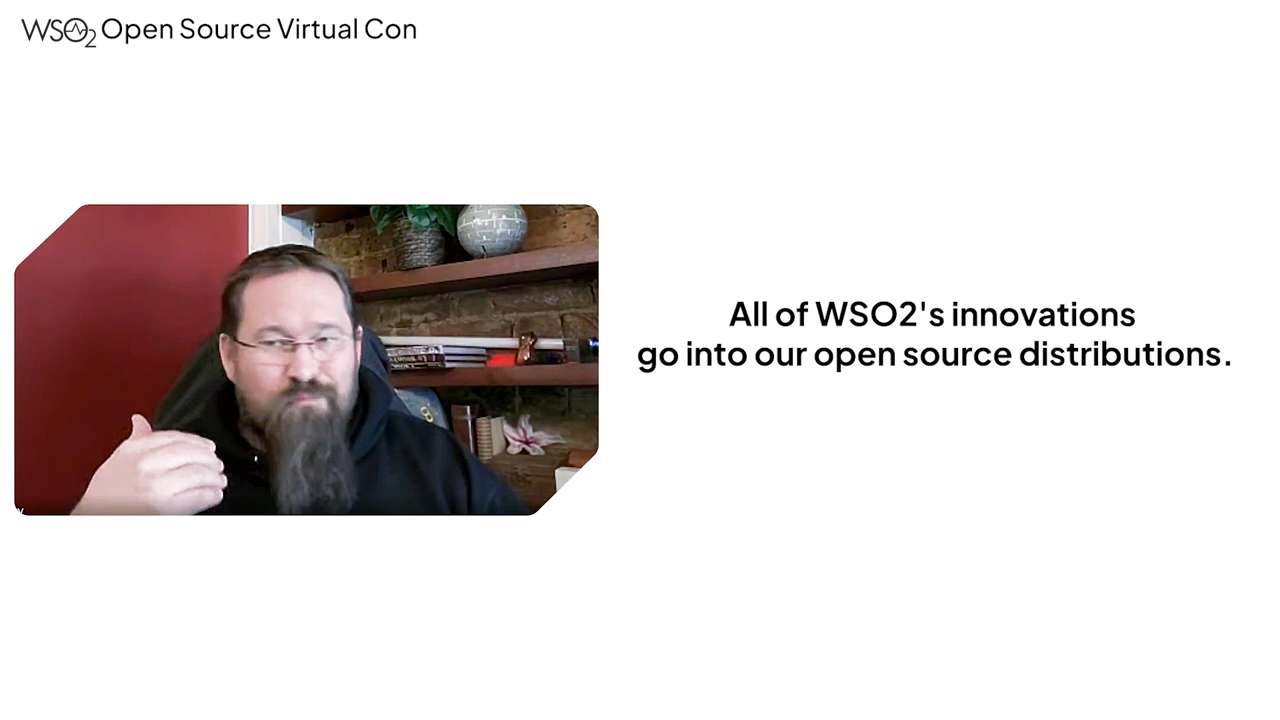 WSO2 Open Source Virtual Con
All of WSO2's innovations
go into our open source distributions.